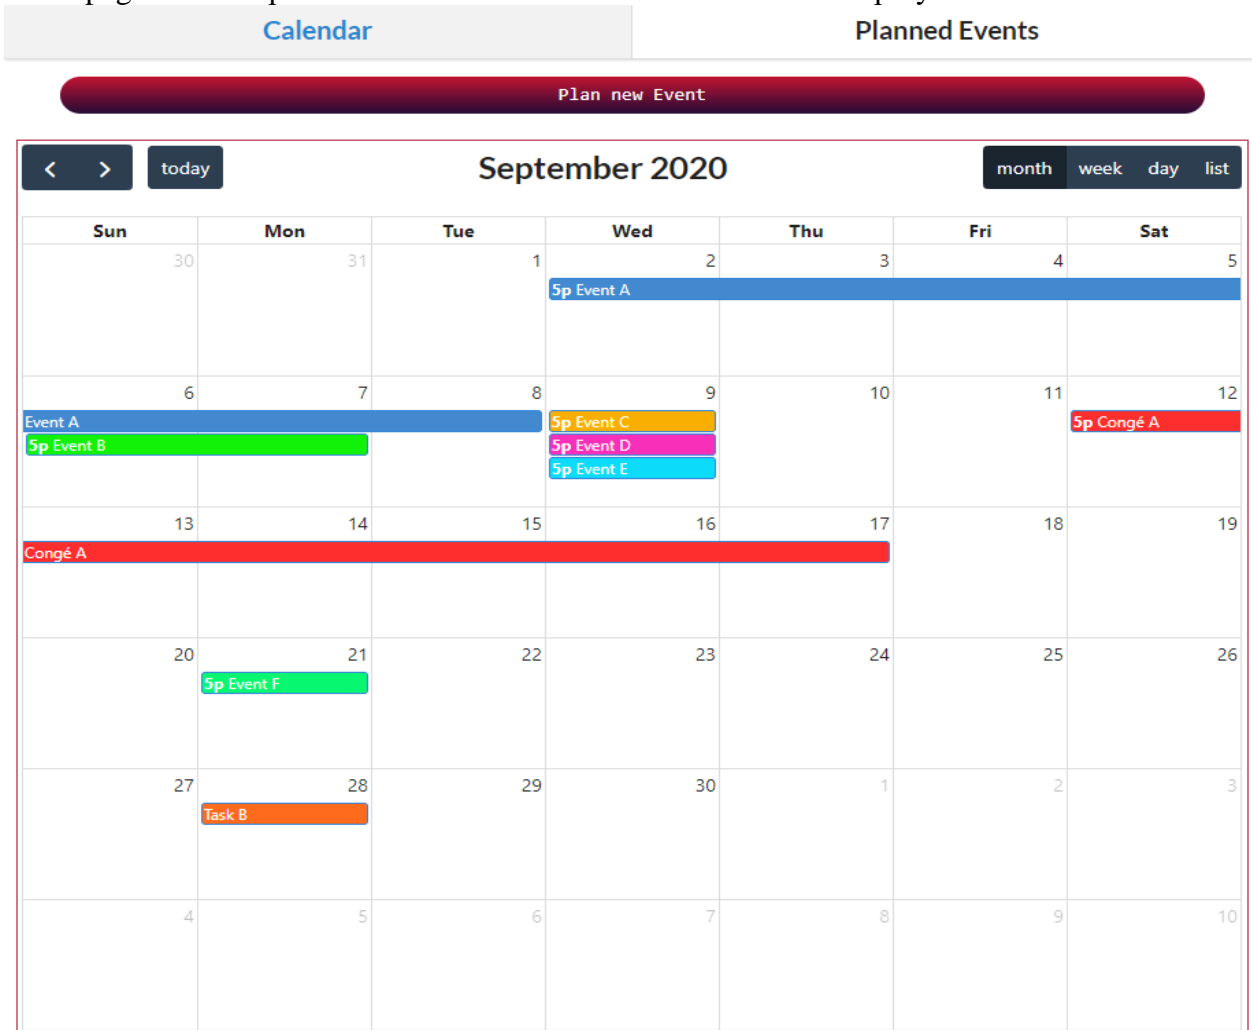 Calendar Planned Events
Plan new Event
< > today September 2020 month week day list
Sun Mon Tue Wed Thu Fri Sat
30 31 1 2 3 4 5
5p Event A
6 7 8 9 10 11 12
Event A 5p Event C 5p Congé A
5p Event B 5p Event D
5p Event E
13 14 15 16 17 18 19
Congé A
20 21 22 23 24 25 26
5p Event F
27 28 29 30 1 2 3
Task B
4 5 6 7 8 9 10